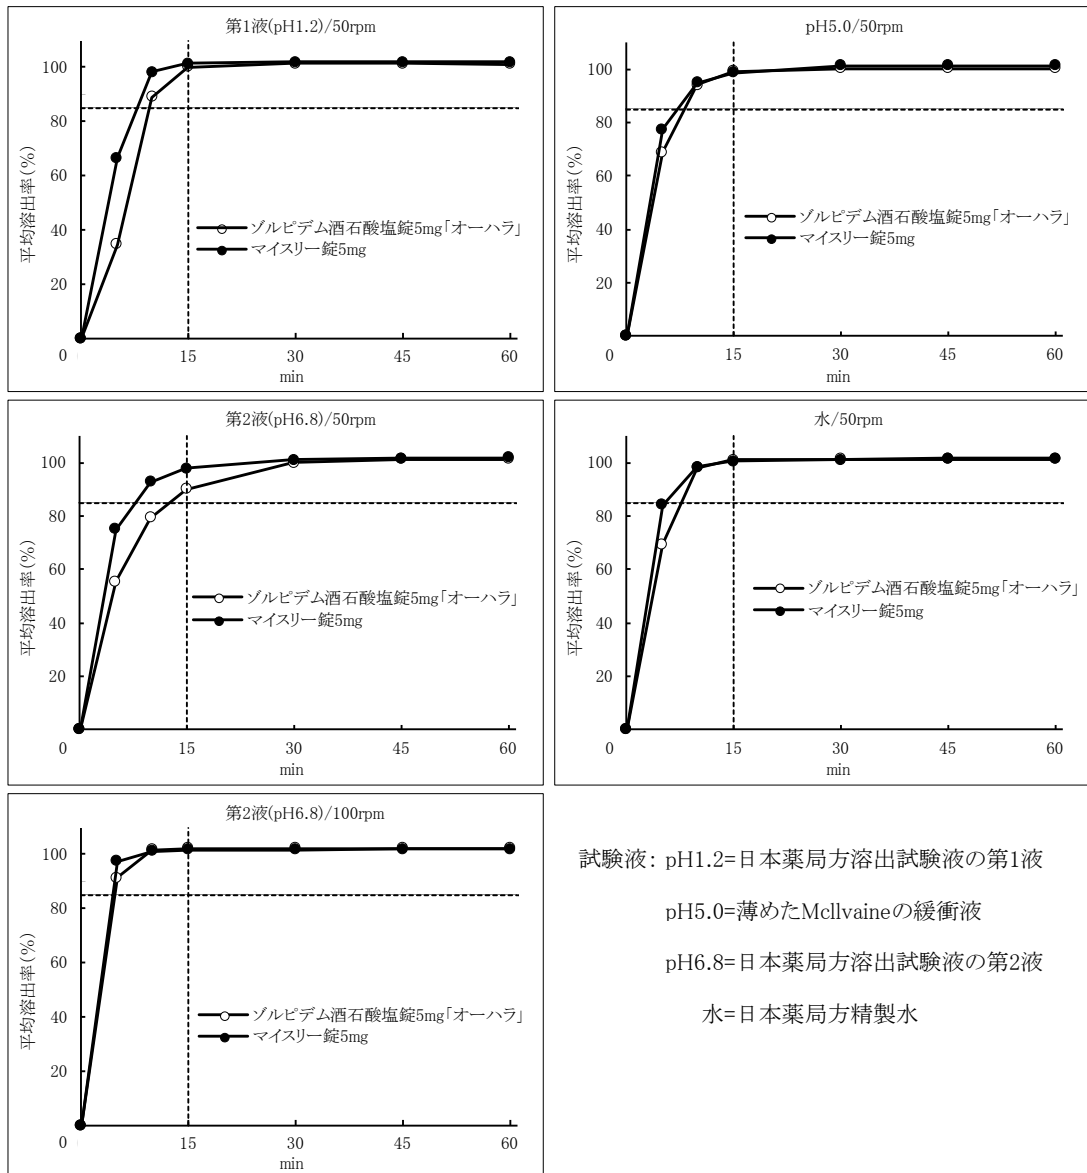 第1液(pH1.2)/50rpm
平均溶出率(%)
100
80
60
40
20
0
15
30
45
60
min
ゾルピデム酒石酸塩錠5mg「オーハラ」
マイスリー錠5mg
pH5.0/50rpm
平均溶出率(%)
100
80
60
40
20
0
15
30
45
60
min
ゾルピデム酒石酸塩錠5mg「オーハラ」
マイスリー錠5mg
第2液(pH6.8)/50rpm
平均溶出率(%)
100
80
60
40
20
0
15
30
45
60
min
ゾルピデム酒石酸塩錠5mg「オーハラ」
マイスリー錠5mg
水/50rpm
平均溶出率(%)
100
80
60
40
20
0
15
30
45
60
min
ゾルピデム酒石酸塩錠5mg「オーハラ」
マイスリー錠5mg
第2液(pH6.8)/100rpm
平均溶出率(%)
100
80
60
40
20
0
15
30
45
60
min
ゾルピデム酒石酸塩錠5mg「オーハラ」
マイスリー錠5mg
試験液: pH1.2=日本薬局方溶出試験液の第1液
pH5.0=薄めたMcllvaineの緩衝液
pH6.8=日本薬局方溶出試験液の第2液
水=日本薬局方精製水